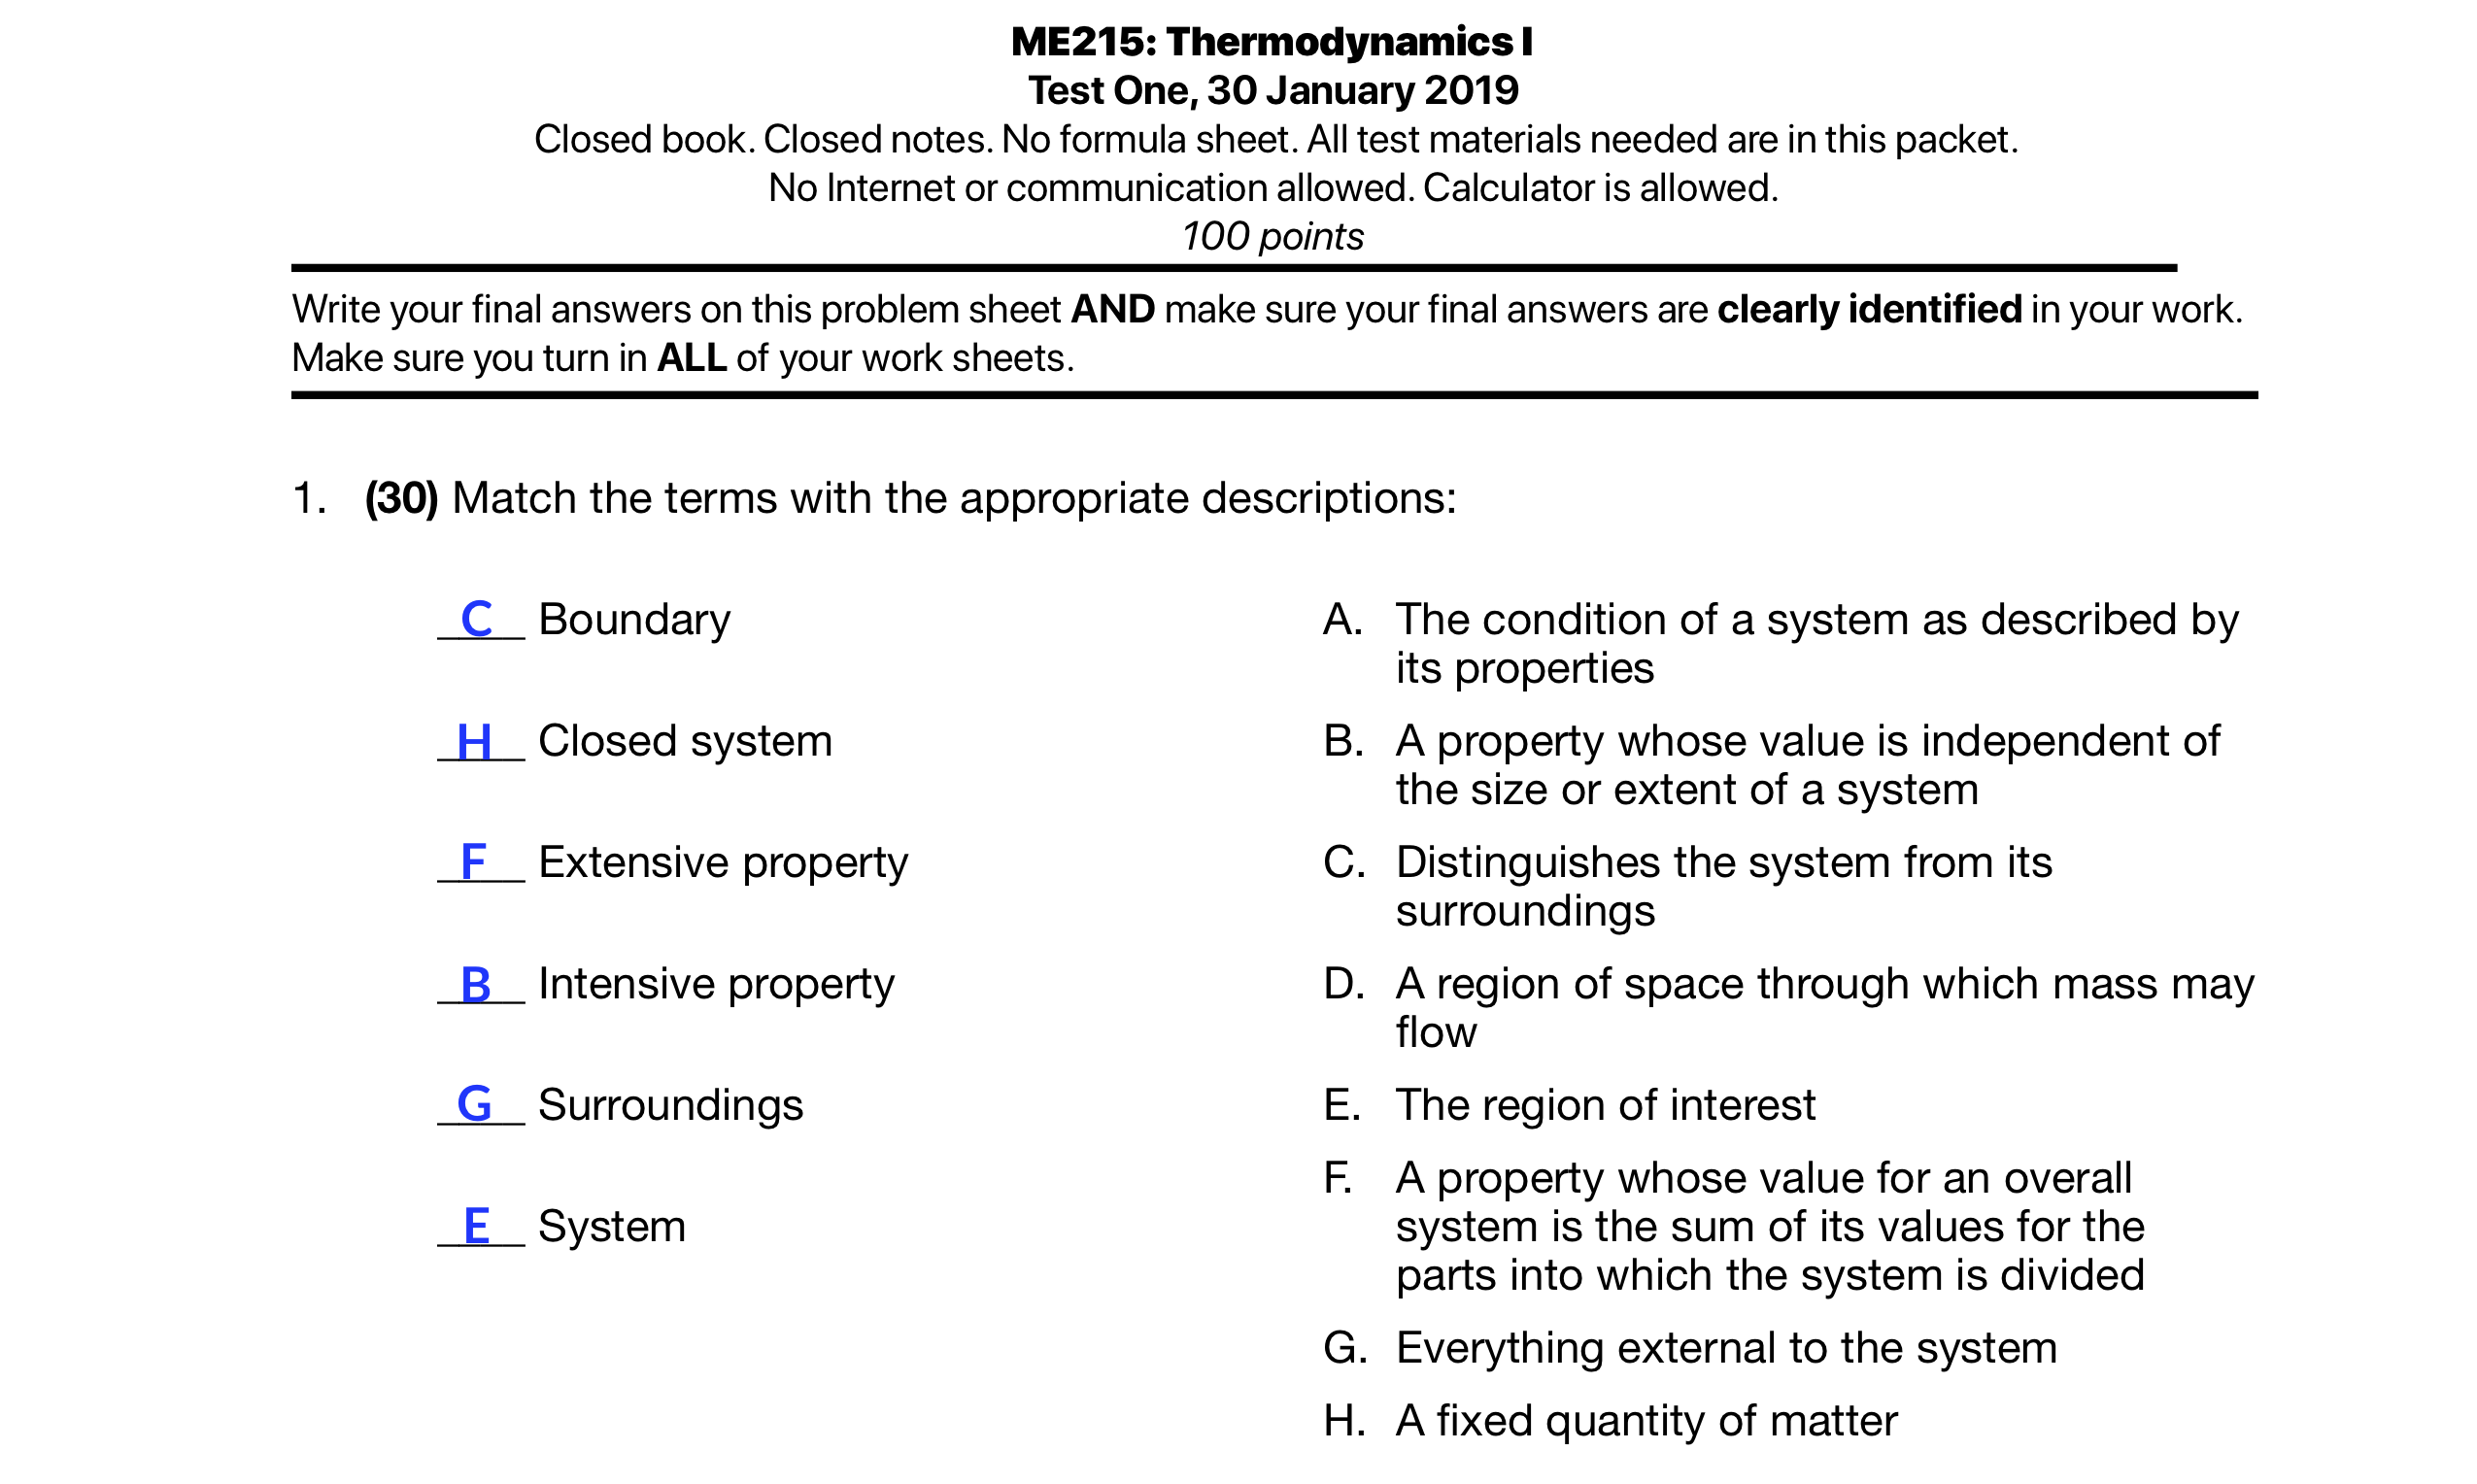 ME215: Thermodynamics I
Test One, 30 January 2019
Closed book. Closed notes. No formula sheet. All test materials needed are in this packet.
No Internet or communication allowed. Calculator is allowed.
100 points
Write your final answers on this problem sheet AND make sure your final answers are clearly identified in your work.
Make sure you turn in ALL of your work sheets.
1. (30) Match the terms with the appropriate descriptions:
C Boundary
H Closed system
F Extensive property
B Intensive property
G Surroundings
E System
A. The condition of a system as described by
its properties
B. A property whose value is independent of
the size or extent of a system
C. Distinguishes the system from its
surroundings
D. A region of space through which mass may
flow
E. The region of interest
F. A property whose value for an overall
system is the sum of its values for the
parts into which the system is divided
G. Everything external to the system
H. A fixed quantity of matter